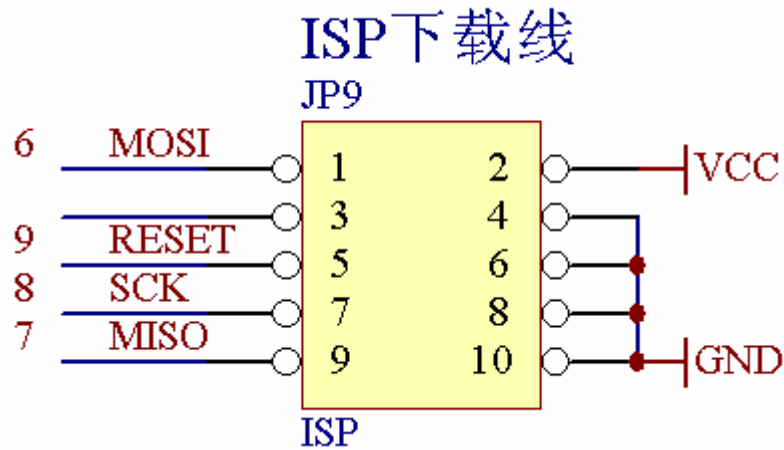 ISP下载线
JP9
6 MOSI 1 2 VCC
3 4
9 RESET 5 6
8 SCK 7 8
7 MISO 9 10 GND
ISP